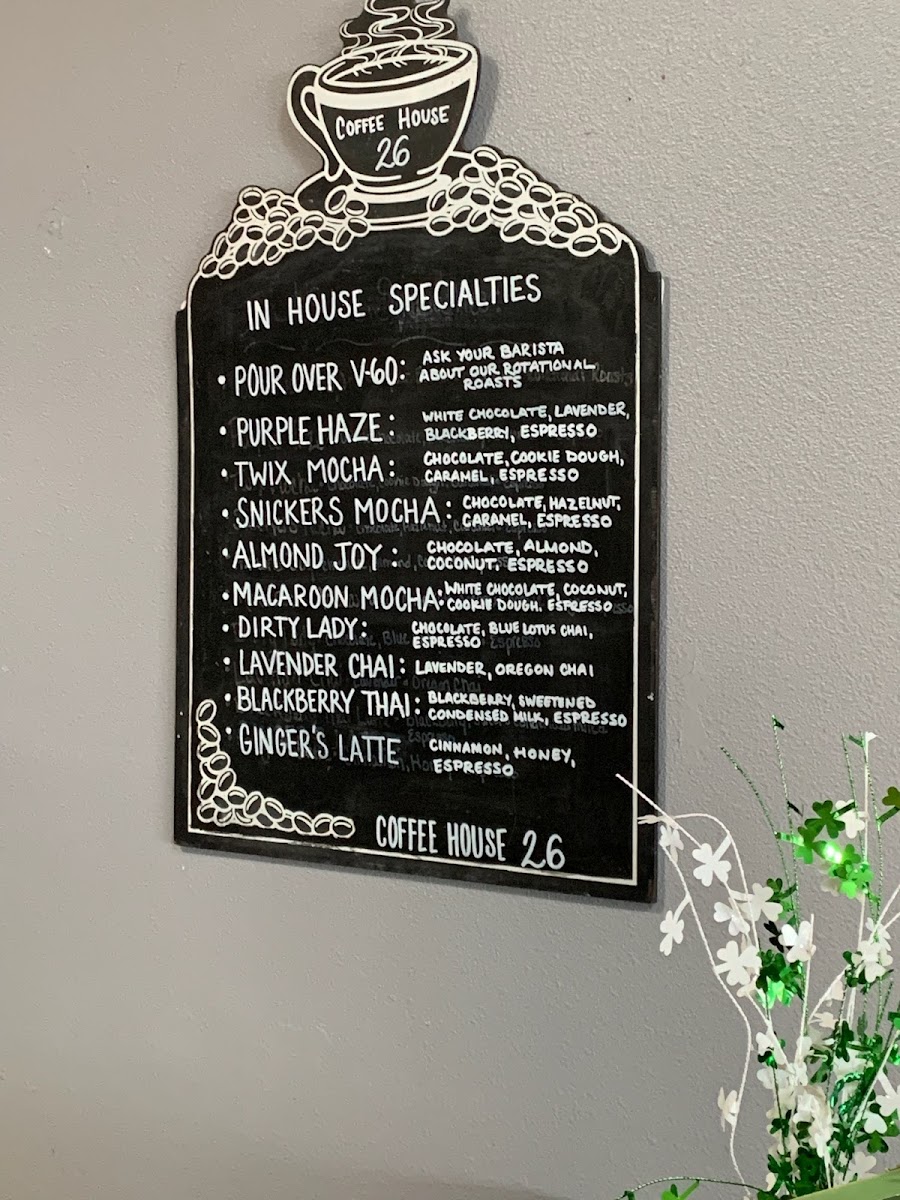 COFFEE HOUSE
26
IN HOUSE SPECIALTIES
• POUR OVER V-60: ASK YOUR BARISTA
ABOUT OUR ROTATIONAL
ROASTS
• PURPLE HAZE: WHITE CHOCOLATE, LAVENDER,
BLACKBERRY, ESPRESSO
• TWIX MOCHA: CHOCOLATE, COOKIE DOUGH,
CARAMEL, ESPRESSO
• SNICKERS MOCHA: CHOCOLATE, HAZELNUT,
CARAMEL, ESPRESSO
• ALMOND JOY: CHOCOLATE, ALMOND,
COCONUT, ESPRESSO
• MACAROON MOCHA: WHITE CHOCOLATE, COCONUT,
COOKIE DOUGH. ESPRESSO
• DIRTY LADY: CHOCOLATE, BLUE LOTUS CHAI,
ESPRESSO
• LAVENDER CHAI: LAVENDER, OREGON CHAI
• BLACKBERRY THAI: BLACKBERRY, SWEETENED
CONDENSED MILK, ESPRESSO
• GINGER'S LATTE CINNAMON, HONEY,
ESPRESSO
COFFEE HOUSE 26